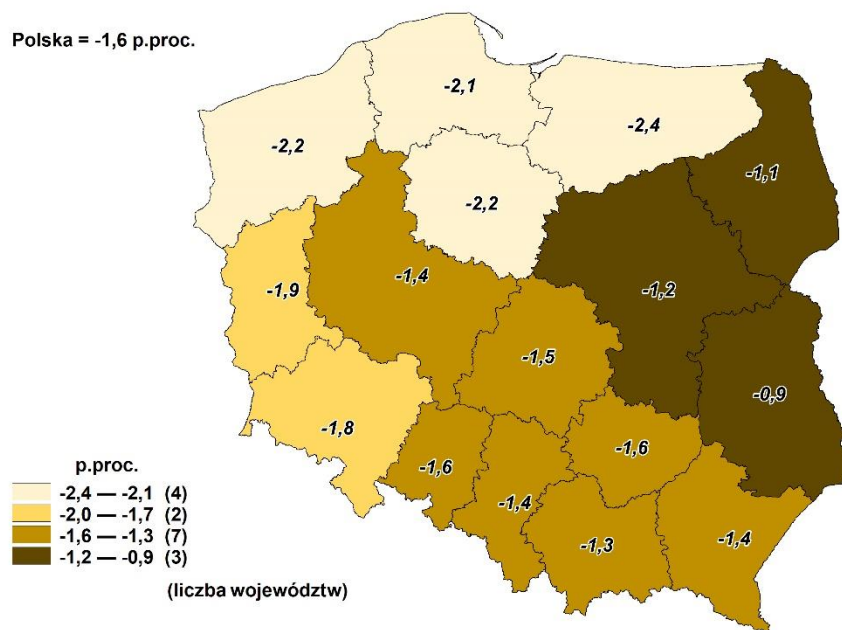 Polska = -1,6 p.proc.
-2,1
-2,2
-2,4
-1,1
-2,2
-1,9
-1,4
-1,2
-1,5
-0,9
-1,8
-1,6
-1,6
-1,4
-1,3
-1,4
p.proc.
-2,4 — -2,1 (4)
-2,0 — -1,7 (2)
-1,6 — -1,3 (7)
-1,2 — -0,9 (3)
(liczba województw)